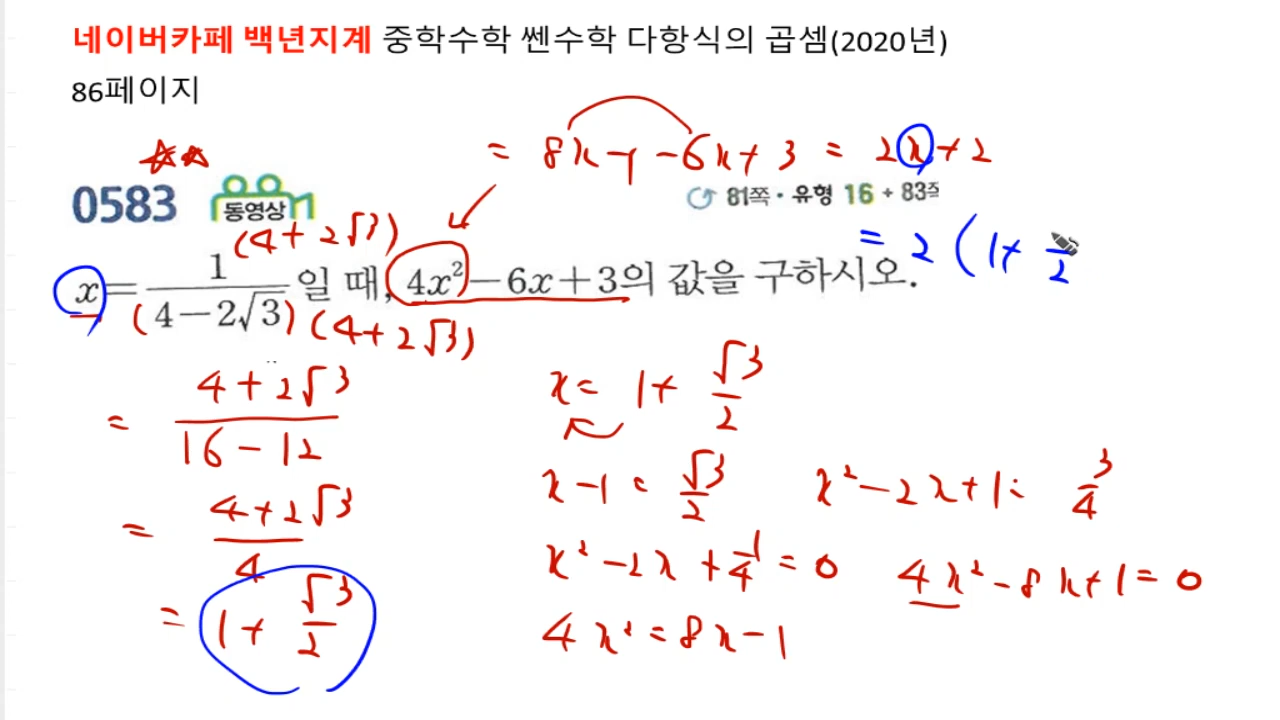 네이버카페 백년지계 중학수학 쎈수학 다항식의 곱셈(2020년)
86페이지
= 8x-1-6x+3 = 2x+2
0583 동영상 81쪽·유형 16+83쪽
(4+2√3)
x=1/(4-2√3)일 때, 4x²-6x+3의 값을 구하시오.
( ) (4+2√3)
= 2(1+ /2
= (4+2√3)/(16-12)
= (4+2√3)/4
= 1+√3/2
x= 1+√3/2
x-1=√3/2
x²-2x+1=3/4
x²-2x+1/4=0
4x²-8x+1=0
4x²=8x-1